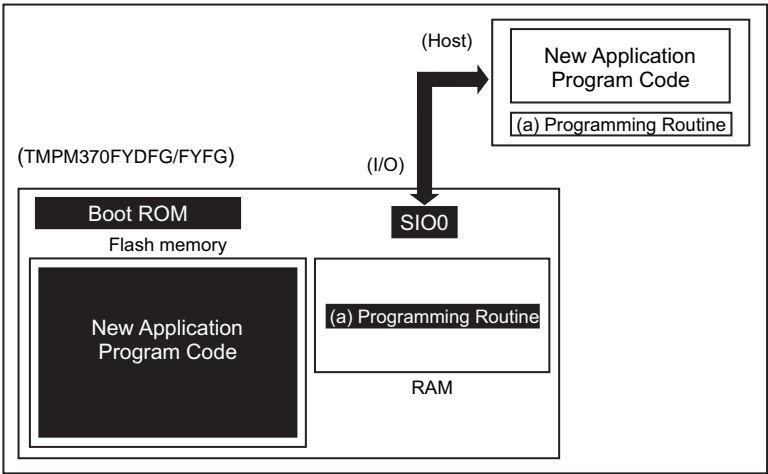 (Host)
New Application
Program Code
(a) Programming Routine
(TMPM370FYDFG/FYFG)
(I/O)
Boot ROM
SIO0
Flash memory
New Application
Program Code
(a) Programming Routine
RAM